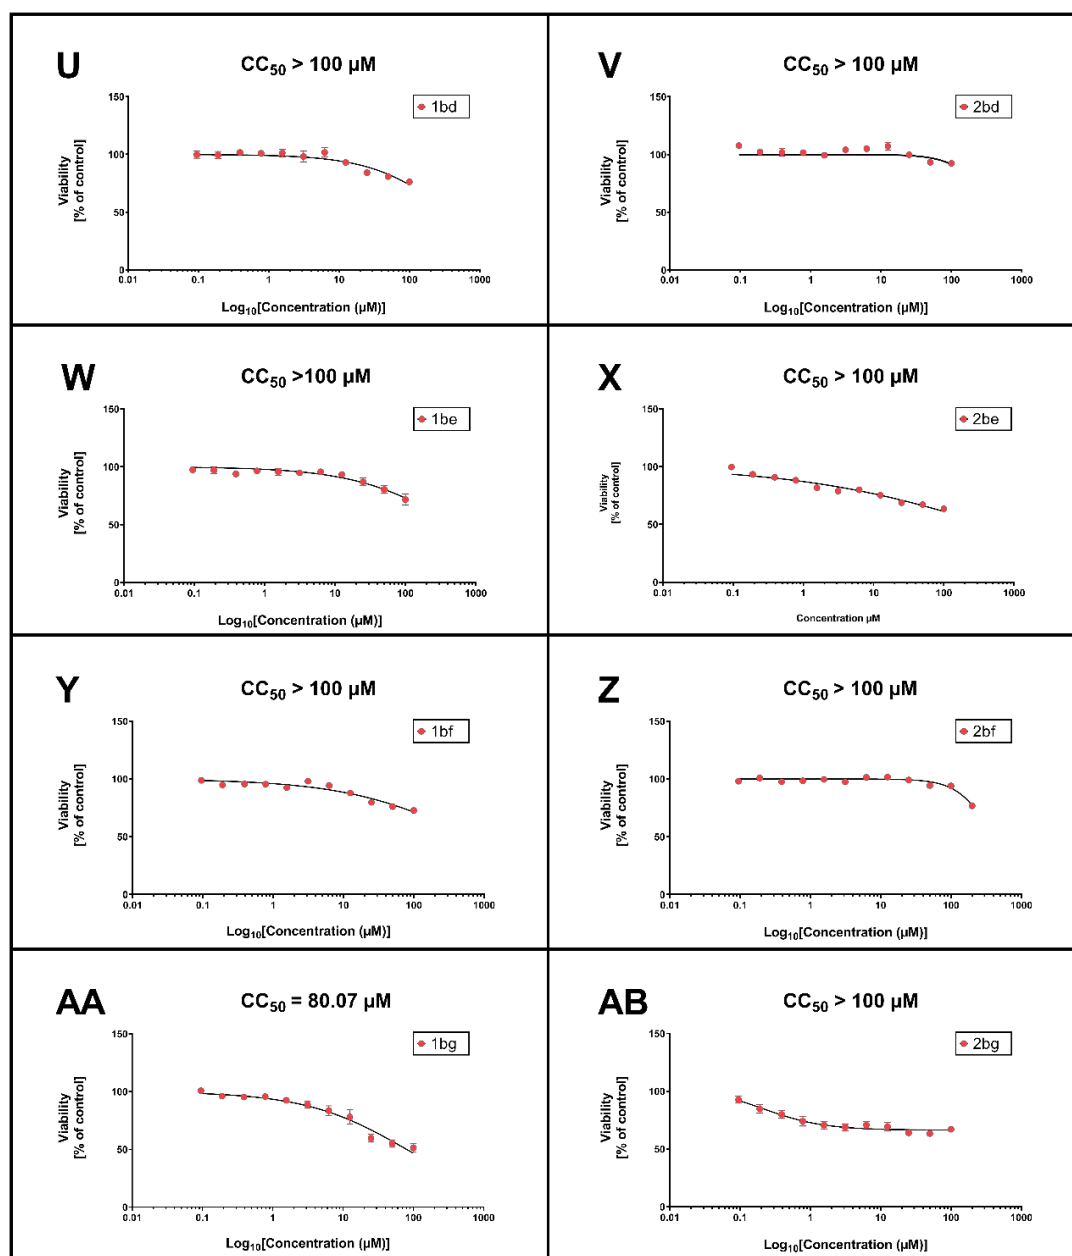 U
CC50 > 100 µM
1bd
Viability
[% of control]
150
100
50
0
0.01 0.1 1 10 100 1000
Log10[Concentration (µM)]
V
CC50 > 100 µM
2bd
Viability
[% of control]
150
100
50
0
0.01 0.1 1 10 100 1000
Log10[Concentration (µM)]
W
CC50 >100 µM
1be
Viability
[% of control]
150
100
50
0
0.01 0.1 1 10 100 1000
Log10[Concentration (µM)]
X
CC50 > 100 µM
2be
Viability
[% of control]
150
100
50
0
0.01 0.1 1 10 100 1000
Concentration µM
Y
CC50 > 100 µM
1bf
Viability
[% of control]
150
100
50
0
0.01 0.1 1 10 100 1000
Log10[Concentration (µM)]
Z
CC50 > 100 µM
2bf
Viability
[% of control]
150
100
50
0
0.01 0.1 1 10 100 1000
Log10[Concentration (µM)]
AA
CC50 = 80.07 µM
1bg
Viability
[% of control]
150
100
50
0
0.01 0.1 1 10 100 1000
Log10[Concentration (µM)]
AB
CC50 > 100 µM
2bg
Viability
[% of control]
150
100
50
0
0.01 0.1 1 10 100 1000
Log10[Concentration (µM)]